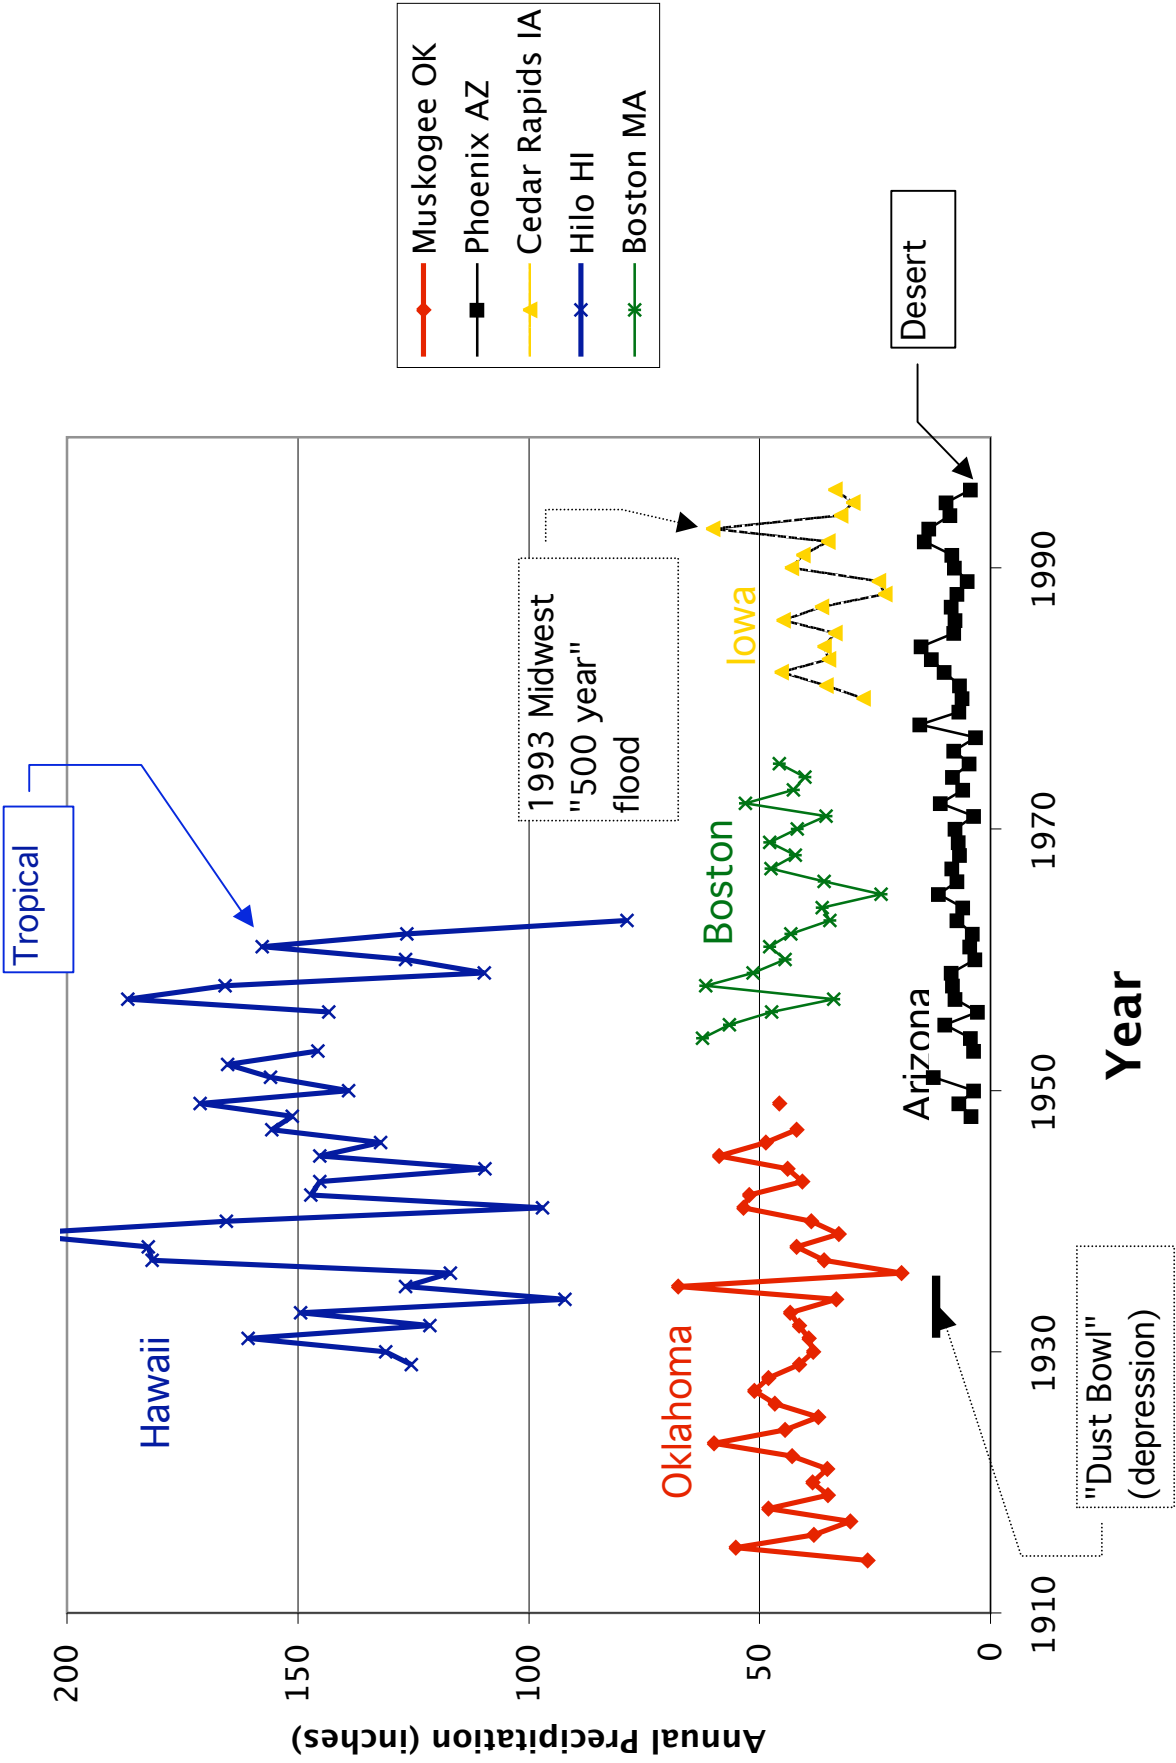 Tropical
Hawaii
1993 Midwest
"500 year"
flood
Oklahoma
Boston
Iowa
Arizona
Desert
"Dust Bowl"
(depression)
Muskogee OK
Phoenix AZ
Cedar Rapids IA
Hilo HI
Boston MA
200
150
100
50
0
Annual Precipitation (inches)
1910
1930
1950
1970
1990
Year